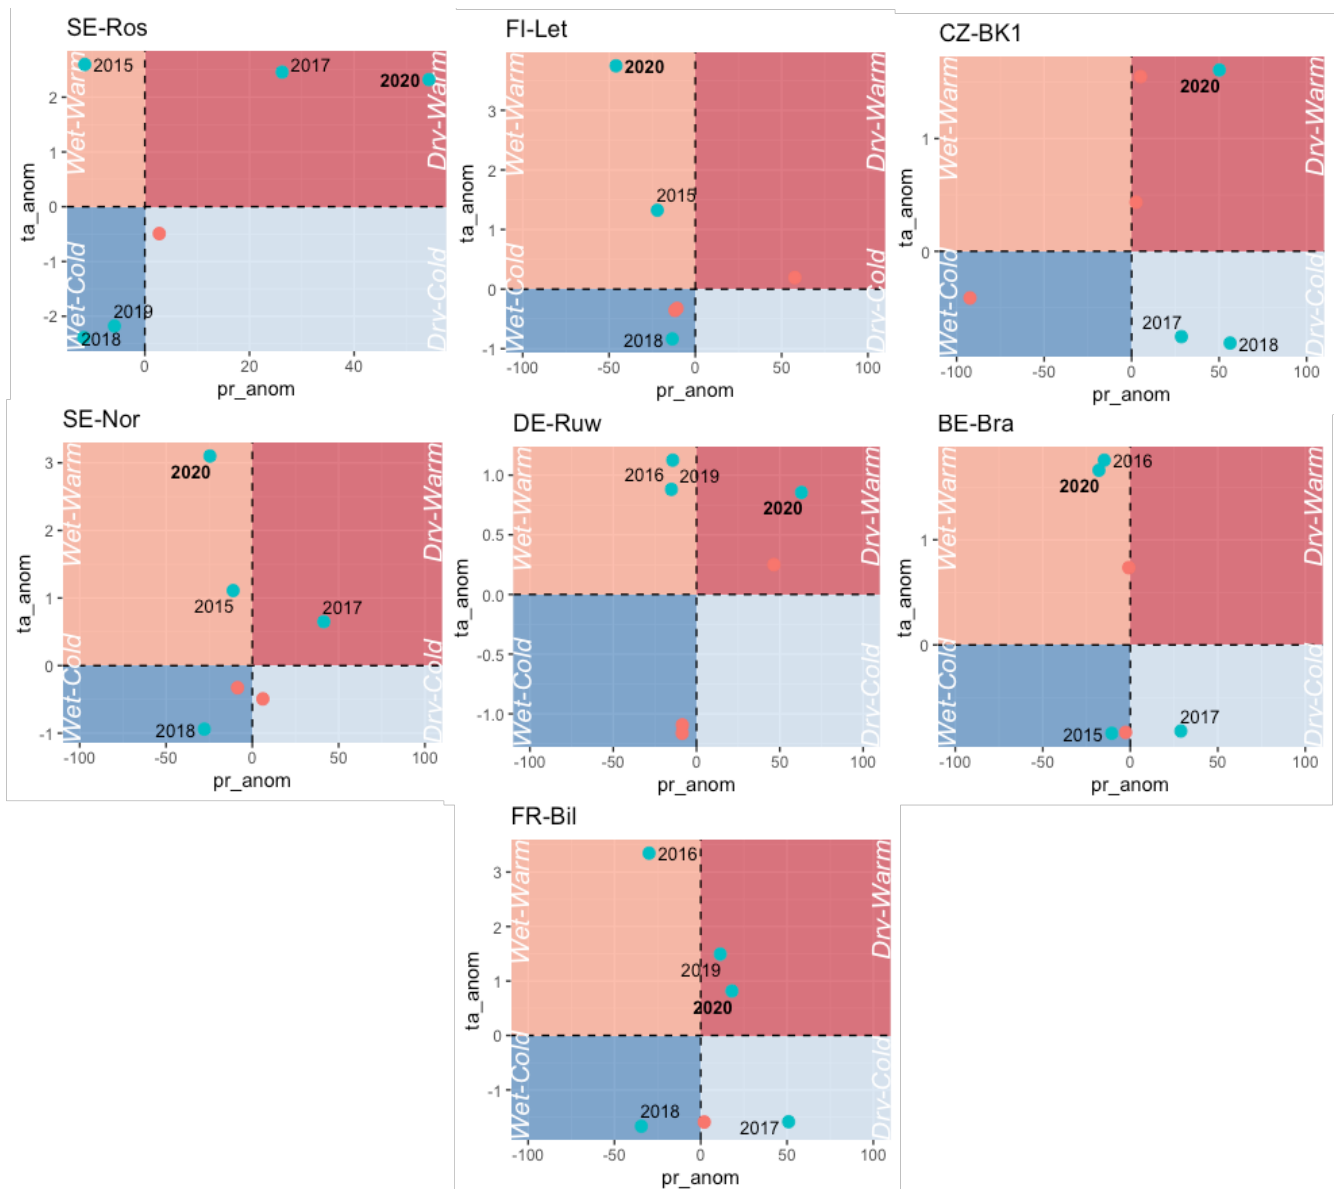 SE-Ros
Wet-Warm
Dry-Warm
Wet-Cold
Dry-Cold
2015
2017
2020
2019
2018
2
1
0
-1
-2
0
20
40
ta_anom
pr_anom
FI-Let
Wet-Warm
Dry-Warm
Wet-Cold
Dry-Cold
2020
2015
2018
3
2
1
0
-1
-100
-50
0
50
100
ta_anom
pr_anom
CZ-BK1
Wet-Warm
Dry-Warm
Wet-Cold
Dry-Cold
2020
2017
2018
1
0
-100
-50
0
50
100
ta_anom
pr_anom
SE-Nor
Wet-Warm
Dry-Warm
Wet-Cold
Dry-Cold
2020
2015
2017
2018
3
2
1
0
-1
-100
-50
0
50
100
ta_anom
pr_anom
DE-Ruw
Wet-Warm
Dry-Warm
Wet-Cold
Dry-Cold
2016
2019
2020
1.0
0.5
0.0
-0.5
-1.0
-100
-50
0
50
100
ta_anom
pr_anom
BE-Bra
Wet-Warm
Dry-Warm
Wet-Cold
Dry-Cold
2016
2020
2015
2017
1
0
-100
-50
0
50
100
ta_anom
pr_anom
FR-Bil
Wet-Warm
Dry-Warm
Wet-Cold
Dry-Cold
2016
2019
2020
2018
2017
3
2
1
0
-1
-100
-50
0
50
100
ta_anom
pr_anom